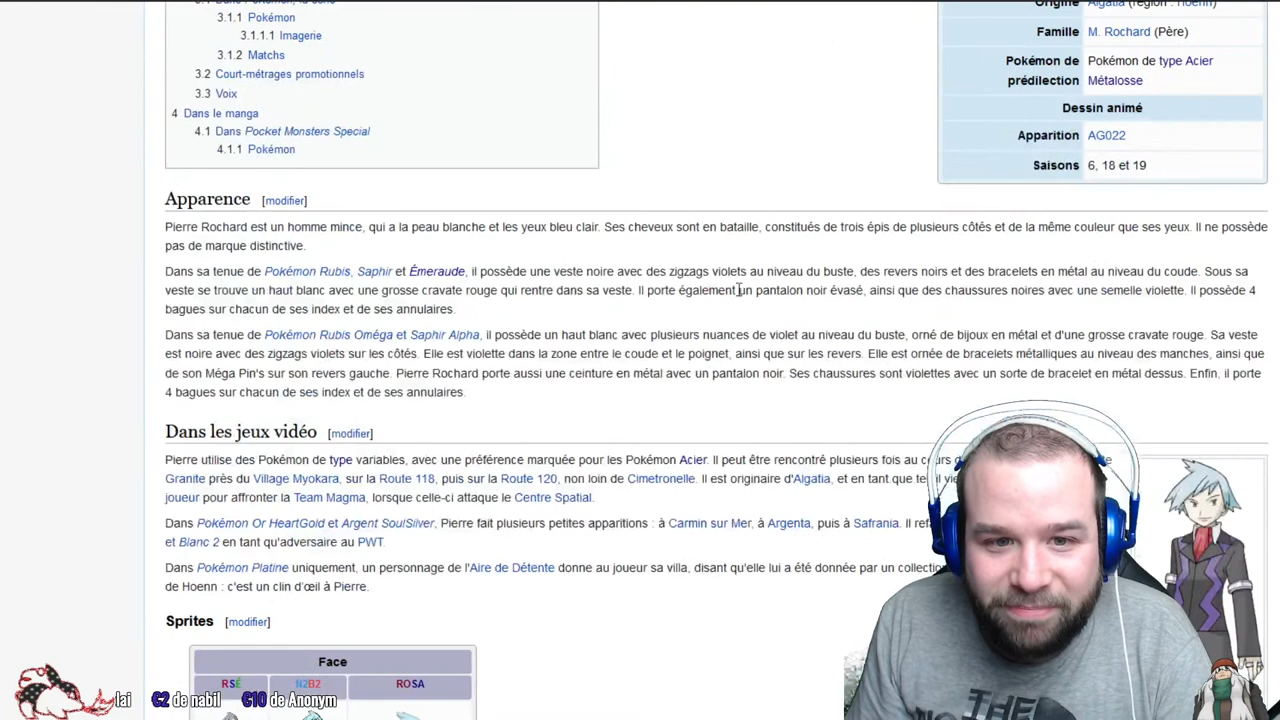 3.1.1 Pokémon
3.1.1.1 Imagerie
3.1.2 Matchs
3.2 Court-métrages promotionnels
3.3 Voix
4 Dans le manga
4.1 Dans Pocket Monsters Special
4.1.1 Pokémon
Origine Algatia (région : Hoenn)
Famille M. Rochard (Père)
Pokémon de Pokémon de type Acier
prédilection Métalosse
Dessin animé
Apparition AG022
Saisons 6, 18 et 19
Apparence [modifier]
Pierre Rochard est un homme mince, qui a la peau blanche et les yeux bleu clair. Ses cheveux sont en bataille, constitués de trois épis de plusieurs côtés et de la même couleur que ses yeux. Il ne possède
pas de marque distinctive.
Dans sa tenue de Pokémon Rubis, Saphir et Émeraude, il possède une veste noire avec des zigzags violets au niveau du buste, des revers noirs et des bracelets en métal au niveau du coude. Sous sa
veste se trouve un haut blanc avec une grosse cravate rouge qui rentre dans sa veste. Il porte également un pantalon noir évasé, ainsi que des chaussures noires avec une semelle violette. Il possède 4
bagues sur chacun de ses index et de ses annulaires.
Dans sa tenue de Pokémon Rubis Oméga et Saphir Alpha, il possède un haut blanc avec plusieurs nuances de violet au niveau du buste, orné de bijoux en métal et d'une grosse cravate rouge. Sa veste
est noire avec des zigzags violets sur les côtés. Elle est violette dans la zone entre le coude et le poignet, ainsi que sur les revers. Elle est ornée de bracelets métalliques au niveau des manches, ainsi que
de son Méga Pin's sur son revers gauche. Pierre Rochard porte aussi une ceinture en métal avec un pantalon noir. Ses chaussures sont violettes avec un sorte de bracelet en métal dessus. Enfin, il porte
4 bagues sur chacun de ses index et de ses annulaires.
Dans les jeux vidéo [modifier]
Pierre utilise des Pokémon de type variables, avec une préférence marquée pour les Pokémon Acier. Il peut être rencontré plusieurs fois au cours
Granite près du Village Myokara, sur la Route 118, puis sur la Route 120, non loin de Cimetronelle. Il est originaire d'Algatia, et en tant que
joueur pour affronter la Team Magma, lorsque celle-ci attaque le Centre Spatial.
Dans Pokémon Or HeartGold et Argent SoulSilver, Pierre fait plusieurs petites apparitions : à Carmin sur Mer, à Argenta, puis à Safrania. Il
et Blanc 2 en tant qu'adversaire au PWT.
Dans Pokémon Platine uniquement, un personnage de l'Aire de Détente donne au joueur sa villa, disant qu'elle lui a été donnée par un
de Hoenn : c'est un clin d'œil à Pierre.
Sprites [modifier]
Face
RSÉ N2B2 ROSA
lai €2 de nabil €10 de Anonym
THE